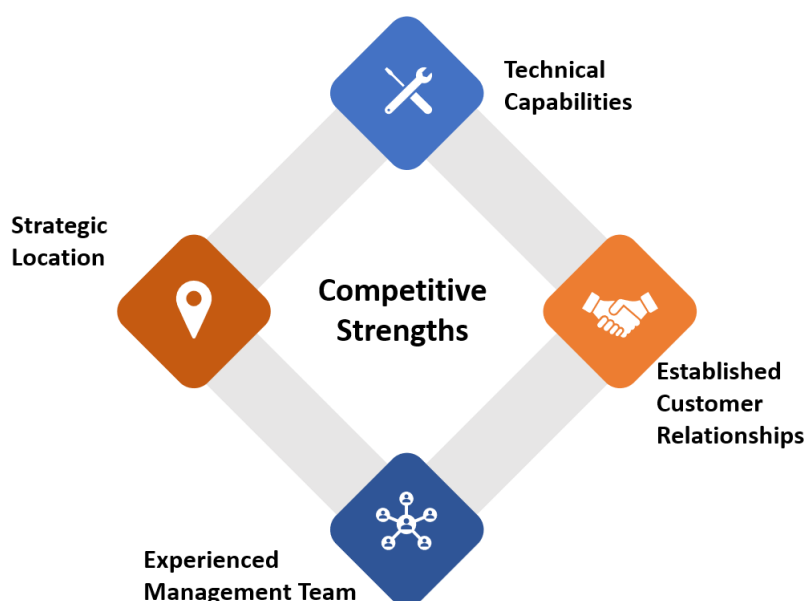 Technical
Capabilities
Strategic
Location
Competitive
Strengths
Established
Customer
Relationships
Experienced
Management Team